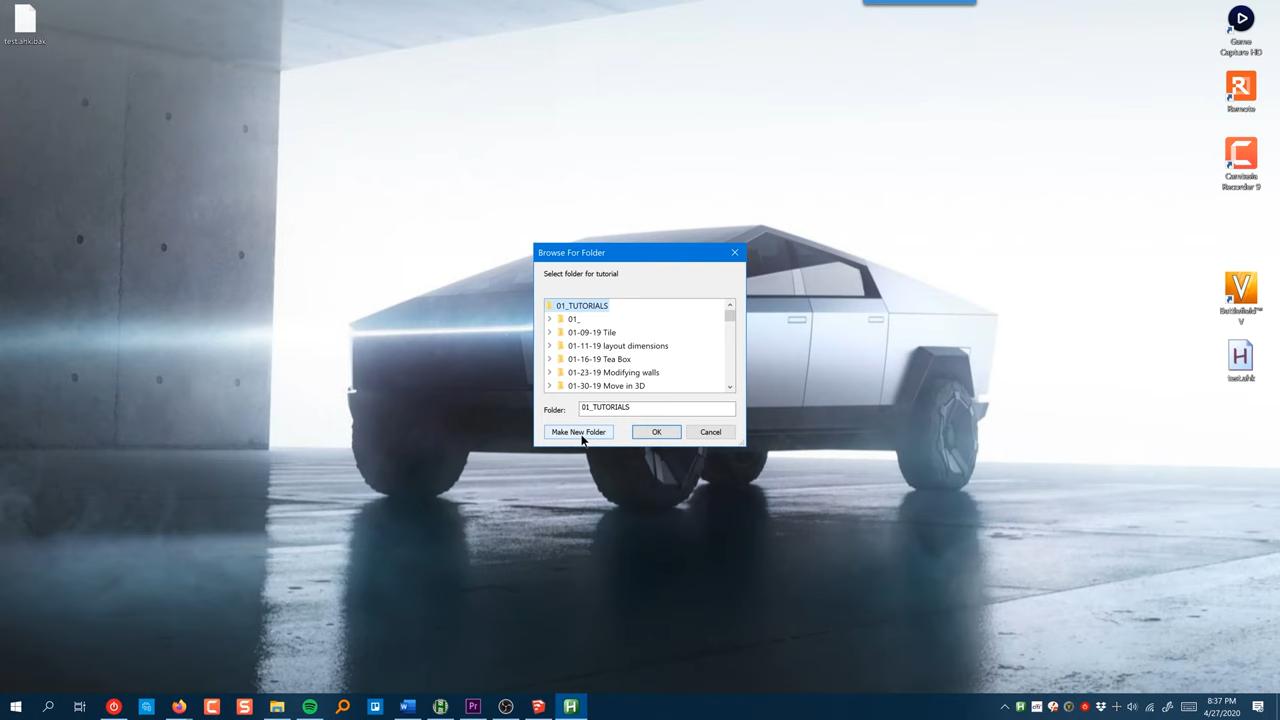 test.ahk.bax
Game
Capture HD
Remote
Camtasia
Recorder 9
Battlefield™
V
test.ahk
Browse For Folder
Select folder for tutorial
01_TUTORIALS
01_
01-09-19 Tile
01-11-19 layout dimensions
01-16-19 Tea Box
01-23-19 Modifying walls
01-30-19 Move in 3D
Folder: 01_TUTORIALS
Make New Folder OK Cancel
8:37 PM
4/27/2020